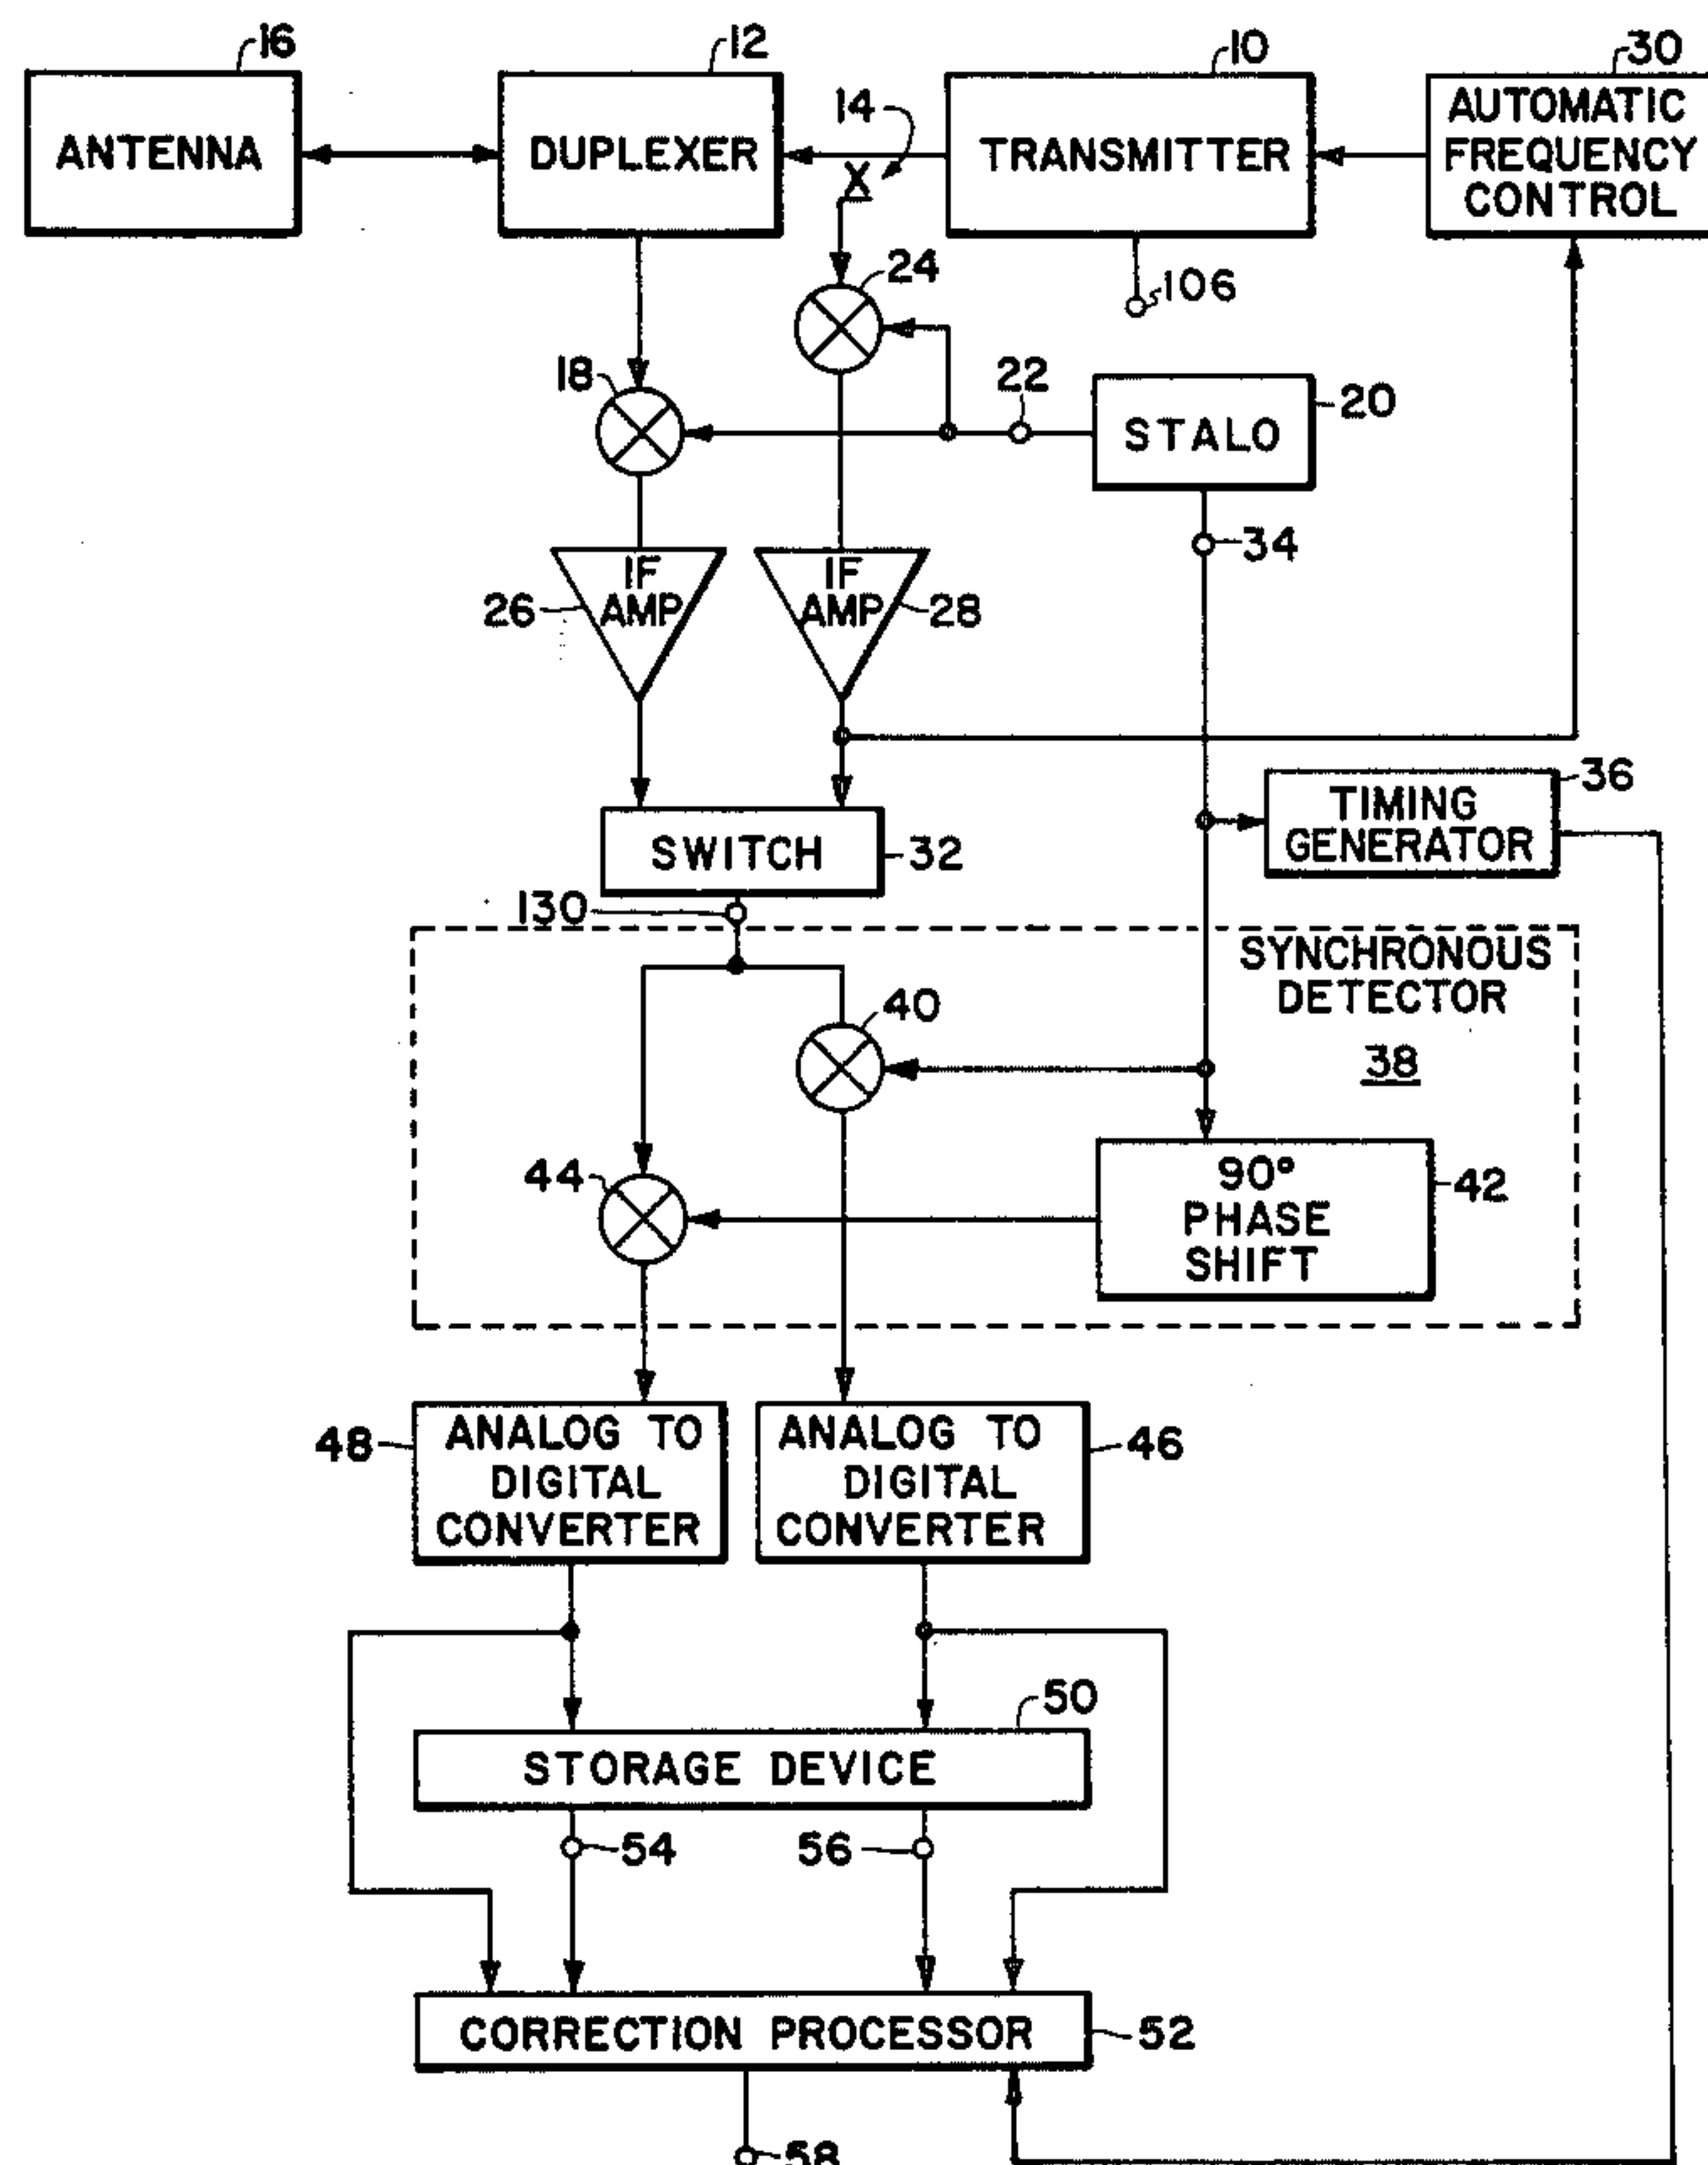 16
12
10
30
ANTENNA
DUPLEXER
14
X
TRANSMITTER
AUTOMATIC
FREQUENCY
CONTROL
24
106
18
22
STALO
20
34
IF
AMP
26
IF
AMP
28
36
TIMING
GENERATOR
SWITCH
32
130
SYNCHRONOUS
DETECTOR
38
40
44
90°
PHASE
SHIFT
42
48
ANALOG TO
DIGITAL
CONVERTER
ANALOG TO
DIGITAL
CONVERTER
46
50
STORAGE DEVICE
54
56
CORRECTION PROCESSOR
52
58